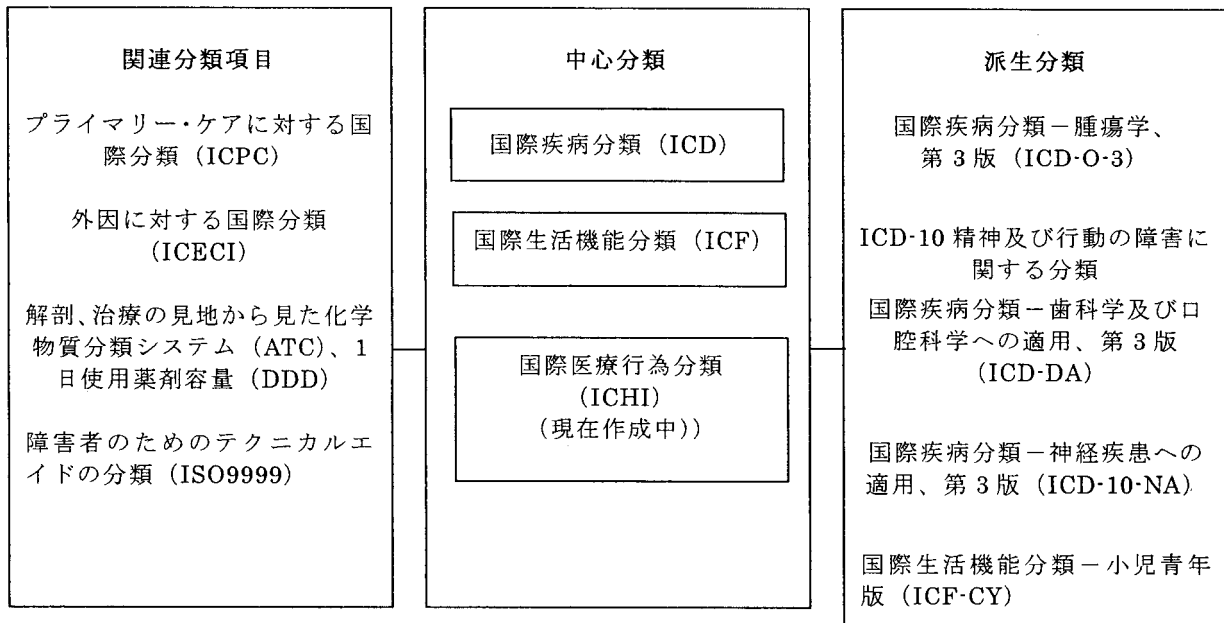 関連分類項目
プライマリー・ケアに対する国
際分類（ICPC）
外因に対する国際分類
（ICECI）
解剖、治療の見地から見た化学
物質分類システム（ATC）、1
日使用薬剤容量（DDD）
障害者のためのテクニカルエ
イドの分類（ISO9999）
中心分類
国際疾病分類（ICD）
国際生活機能分類（ICF）
国際医療行為分類
（ICHI）
（現在作成中））
派生分類
国際疾病分類－腫瘍学、
第3版（ICD-O-3）
ICD-10 精神及び行動の障害に
関する分類
国際疾病分類－歯科学及び口
腔科学への適用、第3版
（ICD-DA）
国際疾病分類－神経疾患への
適用、第3版（ICD-10-NA）
国際生活機能分類－小児青年
版（ICF-CY）